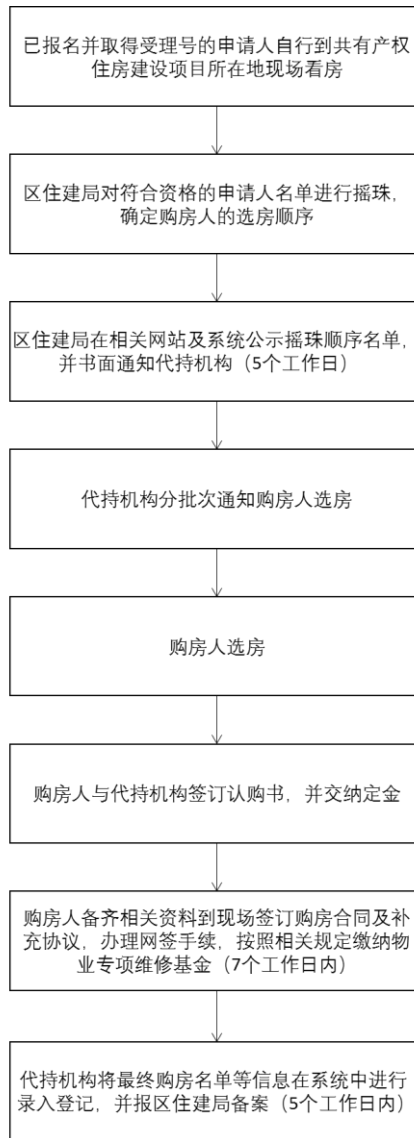 已报名并取得受理号的申请人自行到共有产权
住房建设项目所在地现场看房
区住建局对符合资格的申请人名单进行摇珠，
确定购房人的选房顺序
区住建局在相关网站及系统公示摇珠顺序名单，
并书面通知代持机构（5个工作日）
代持机构分批次通知购房人选房
购房人选房
购房人与代持机构签订认购书，并交纳定金
购房人备齐相关资料到现场签订购房合同及补
充协议，办理网签手续，按照相关规定缴纳物
业专项维修基金（7个工作日内）
代持机构将最终购房名单等信息在系统中进行
录入登记，并报区住建局备案（5个工作日内）